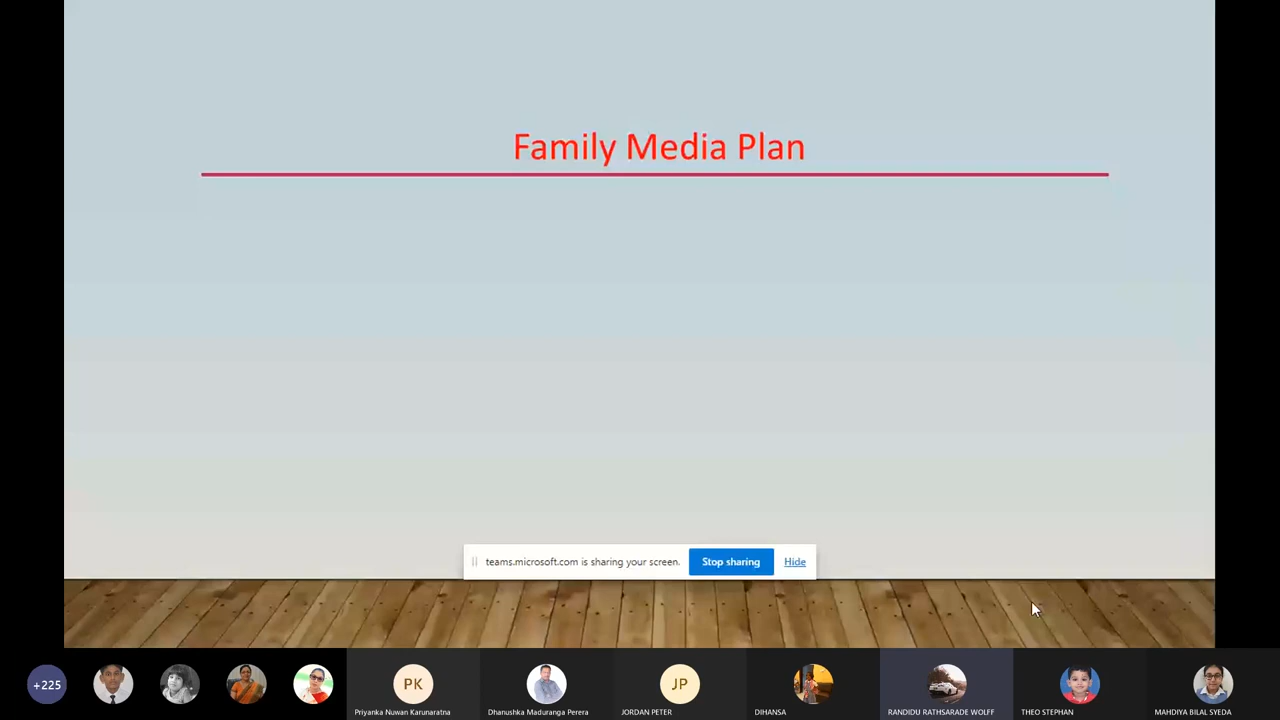 Family Media Plan
teams.microsoft.com is sharing your screen.
Stop sharing
Hide
+225
PK
Priyanka Nuwan Karunaratna
Dhanushka Maduranga Perera
JP
JORDAN PETER
DIHANSA
RANDIDU RATHSARADE WOLFF
THEO STEPHAN
MAHDIYA BILAL SYEDA